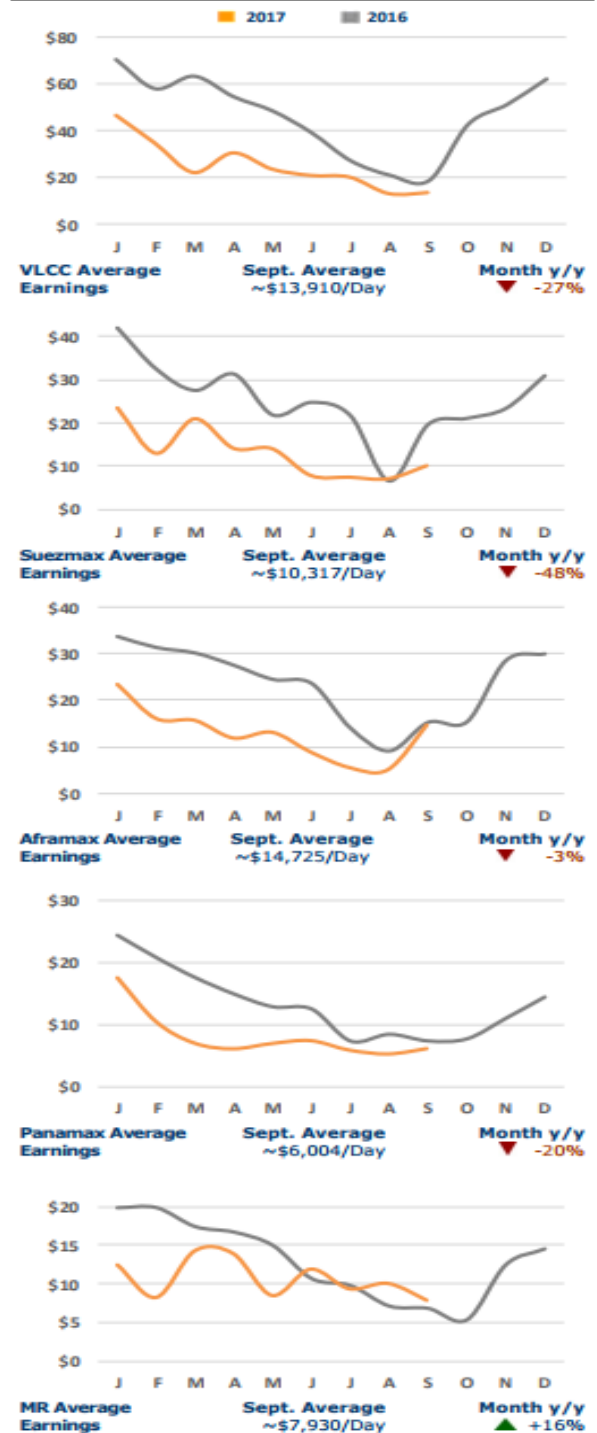 2017 2016
$80
$60
$40
$20
$0
J F M A M J J A S O N D
VLCC Average Sept. Average Month y/y
Earnings ~$13,910/Day ▼ -27%
$40
$30
$20
$10
$0
J F M A M J J A S O N D
Suezmax Average Sept. Average Month y/y
Earnings ~$10,317/Day ▼ -48%
$40
$30
$20
$10
$0
J F M A M J J A S O N D
Aframax Average Sept. Average Month y/y
Earnings ~$14,725/Day ▼ -3%
$30
$20
$10
$0
J F M A M J J A S O N D
Panamax Average Sept. Average Month y/y
Earnings ~$6,004/Day ▼ -20%
$20
$15
$10
$5
$0
J F M A M J J A S O N D
MR Average Sept. Average Month y/y
Earnings ~$7,930/Day ▲ +16%